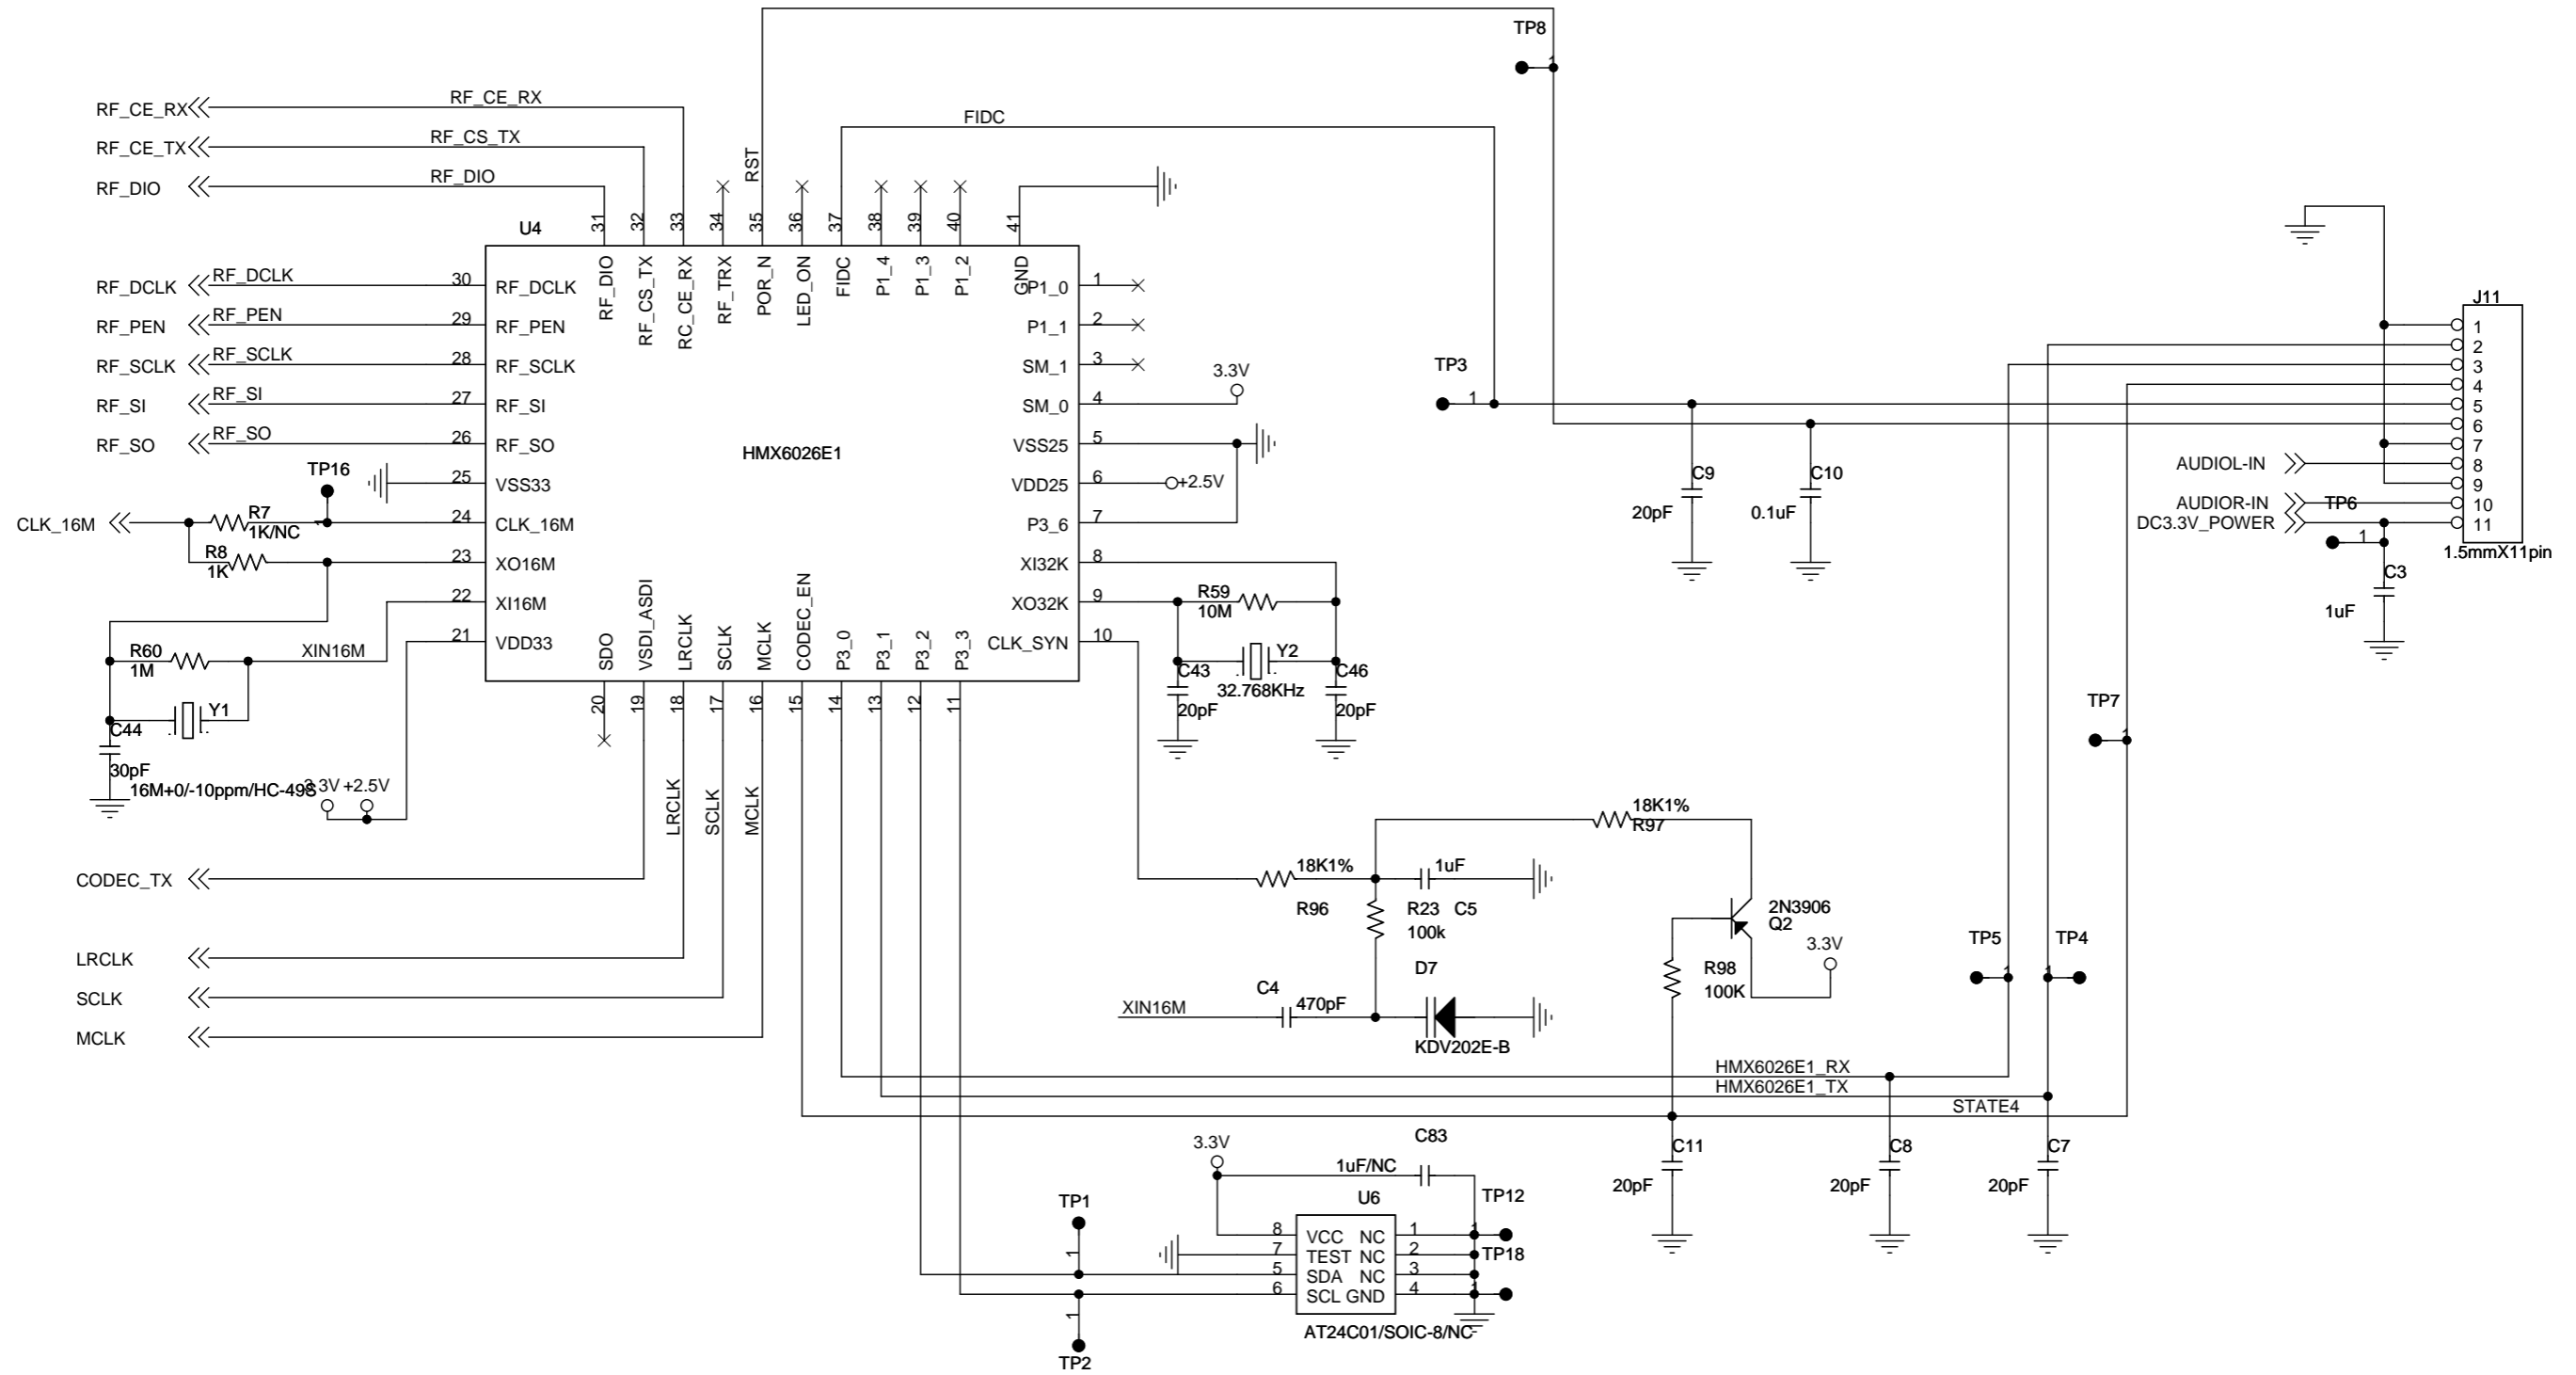 TP8
1
RF_CE_RX
RF_CE_RX
RF_CE_TX
RF_CS_TX
RF_DIO
RF_DIO
RST
FIDC
U4
31
32
33
34
35
36
37
38
39
40
41
RF_DIO
RF_CS_TX
RC_CE_RX
RF_TRX
POR_N
LED_ON
FIDC
P1_4
P1_3
P1_2
GND
RF_DCLK
RF_DCLK
30
RF_DCLK
RF_PEN
RF_PEN
29
RF_PEN
RF_SCLK
RF_SCLK
28
RF_SCLK
RF_SI
RF_SI
27
RF_SI
RF_SO
RF_SO
26
RF_SO
25
VSS33
TP16
1
CLK_16M
R7
1K/NC
24
CLK_16M
R8
1K
23
XO16M
22
XI16M
21
VDD33
R60
1M
XIN16M
Y1
C44
30pF
16M+0/-10ppm/HC-49S
3.3V
+2.5V
HMX6026E1
P1_0
1
P1_1
2
SM_1
3
SM_0
4
3.3V
VSS25
5
VDD25
6
+2.5V
P3_6
7
XI32K
8
XO32K
9
CLK_SYN
10
R59
10M
Y2
32.768KHz
C43
20pF
C46
20pF
SDO
VSDI_ASDI
LRCLK
SCLK
MCLK
CODEC_EN
P3_0
P3_1
P3_2
P3_3
20
19
18
17
16
15
14
13
12
11
LRCLK
SCLK
MCLK
CODEC_TX
LRCLK
SCLK
MCLK
TP3
1
C9
20pF
C10
0.1uF
J11
1
2
3
4
5
6
7
8
9
10
11
1.5mmX11pin
AUDIOL-IN
AUDIOR-IN
DC3.3V_POWER
TP6
1
C3
1uF
TP7
1
18K1%
R97
18K1%
R96
1uF
C5
R23
100k
2N3906
Q2
3.3V
R98
100K
D7
KDV202E-B
XIN16M
C4
470pF
TP5
1
TP4
1
HMX6026E1_RX
HMX6026E1_TX
STATE4
C11
20pF
C8
20pF
C7
20pF
3.3V
C83
1uF/NC
U6
TP12
1
TP18
1
TP1
1
TP2
1
8
VCC
NC
1
7
TEST
NC
2
5
SDA
NC
3
6
SCL
GND
4
AT24C01/SOIC-8/NC